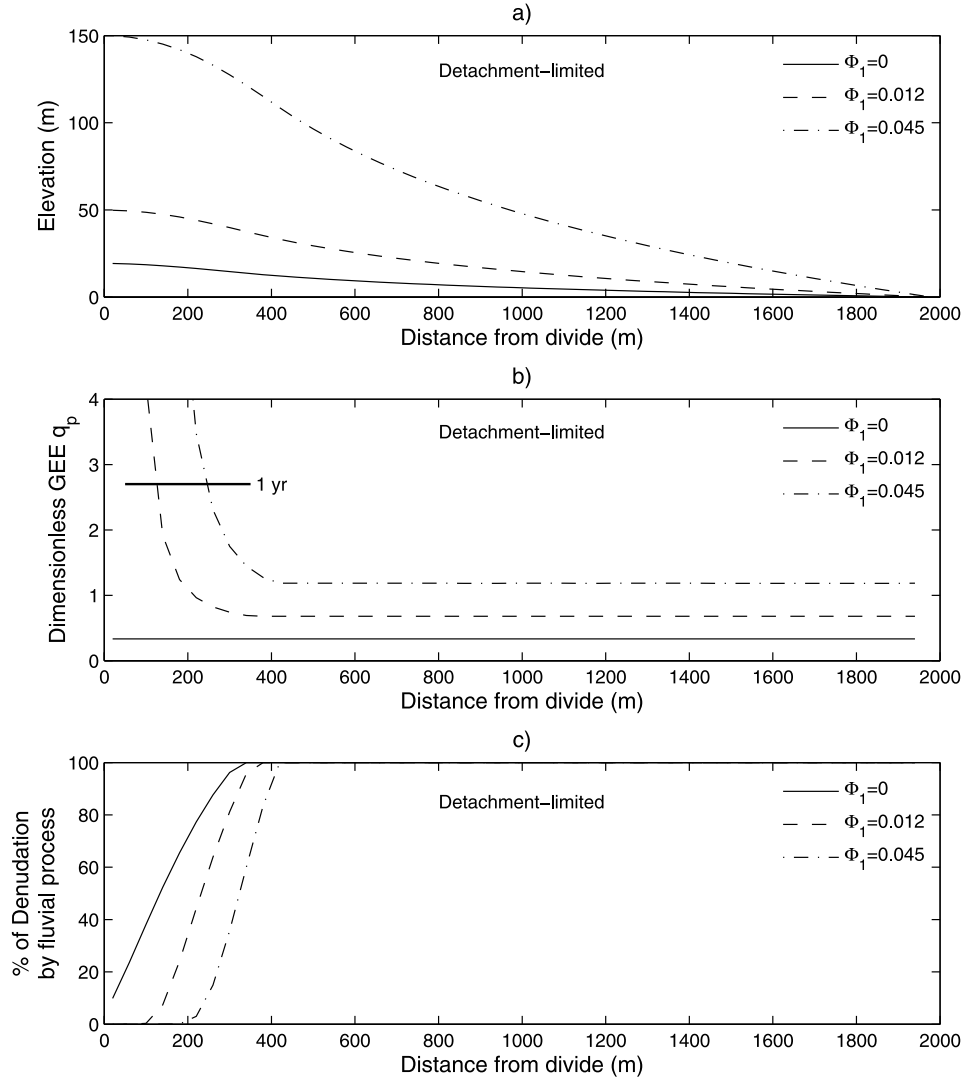 a)
150
100
50
0
Elevation (m)
Detachment−limited
Φ1=0
Φ1=0.012
Φ1=0.045
0 200 400 600 800 1000 1200 1400 1600 1800 2000
Distance from divide (m)
b)
4
3
2
1
0
Dimensionless GEE qp
Detachment−limited
1 yr
Φ1=0
Φ1=0.012
Φ1=0.045
0 200 400 600 800 1000 1200 1400 1600 1800 2000
Distance from divide (m)
c)
100
80
60
40
20
0
% of Denudation
by fluvial process
Detachment−limited
Φ1=0
Φ1=0.012
Φ1=0.045
0 200 400 600 800 1000 1200 1400 1600 1800 2000
Distance from divide (m)